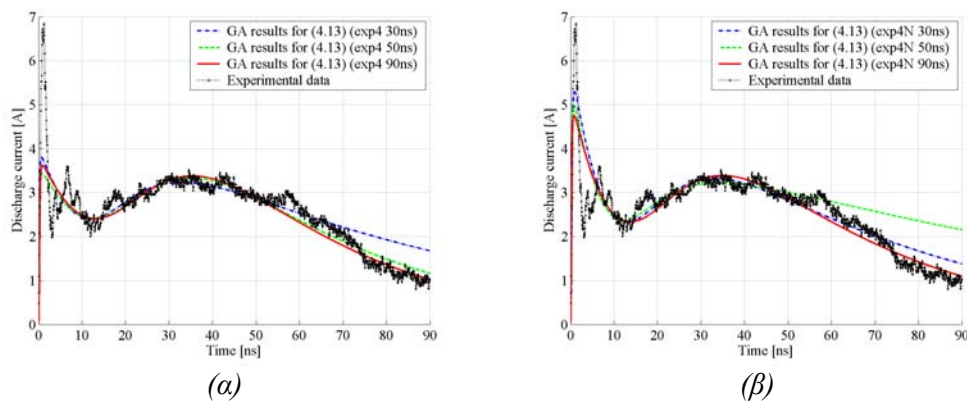 7
6
5
4
3
2
1
0
Discharge current [A]
GA results for (4.13) (exp4 30ns)
GA results for (4.13) (exp4 50ns)
GA results for (4.13) (exp4 90ns)
Experimental data
0 10 20 30 40 50 60 70 80 90
Time [ns]
(α)
7
6
5
4
3
2
1
0
Discharge current [A]
GA results for (4.13) (exp4N 30ns)
GA results for (4.13) (exp4N 50ns)
GA results for (4.13) (exp4N 90ns)
Experimental data
0 10 20 30 40 50 60 70 80 90
Time [ns]
(β)